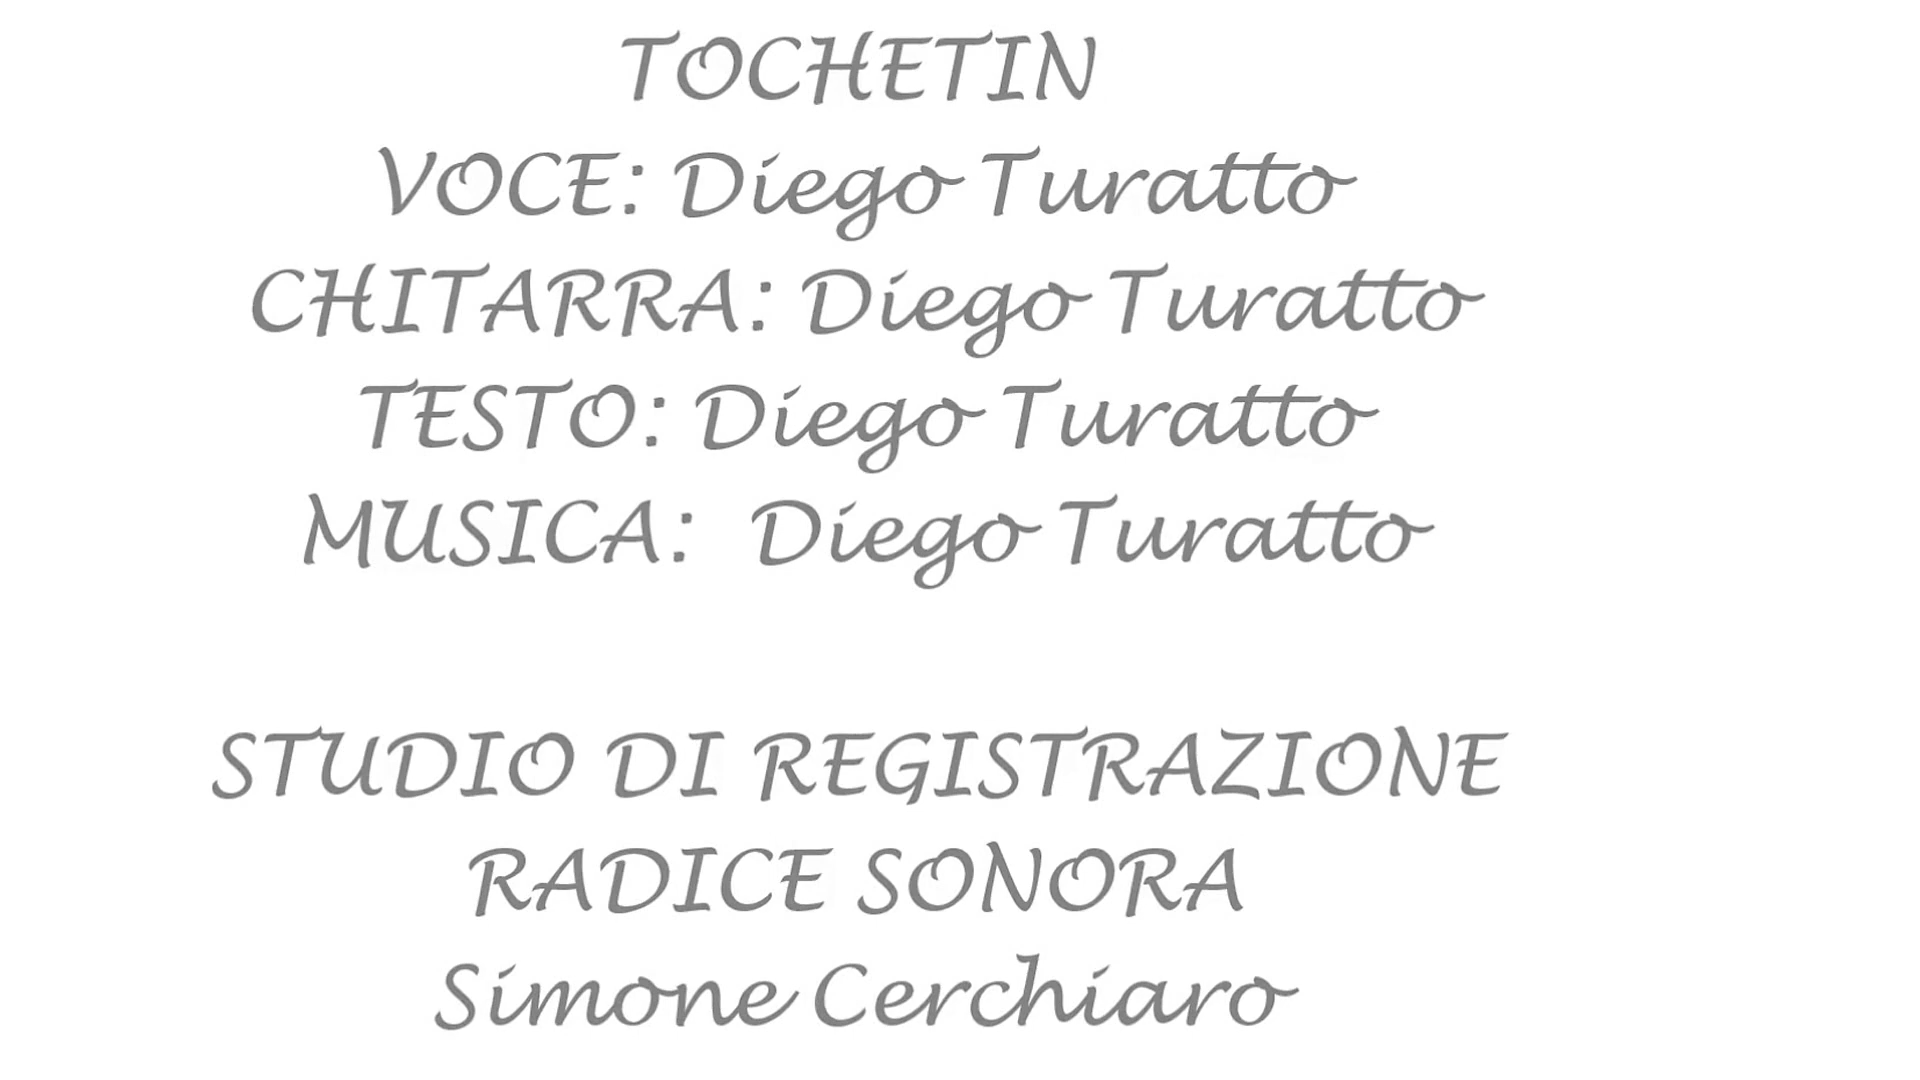 TOCHETIN
VOCE: Diego Turatto
CHITARRA: Diego Turatto
TESTO: Diego Turatto
MUSICA: Diego Turatto
STUDIO DI REGISTRAZIONE
RADICE SONORA
Simone Cerchiaro